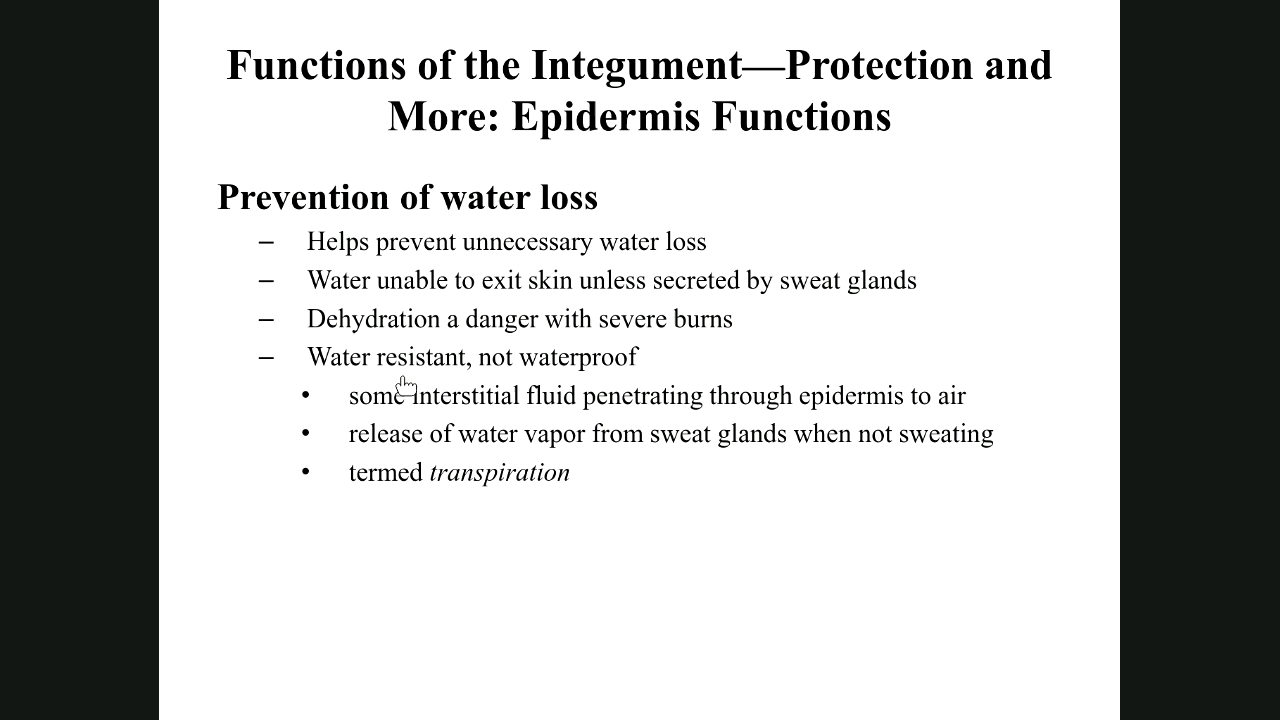 Functions of the Integument—Protection and
More: Epidermis Functions
Prevention of water loss
– Helps prevent unnecessary water loss
– Water unable to exit skin unless secreted by sweat glands
– Dehydration a danger with severe burns
– Water resistant, not waterproof
• some interstitial fluid penetrating through epidermis to air
• release of water vapor from sweat glands when not sweating
• termed transpiration